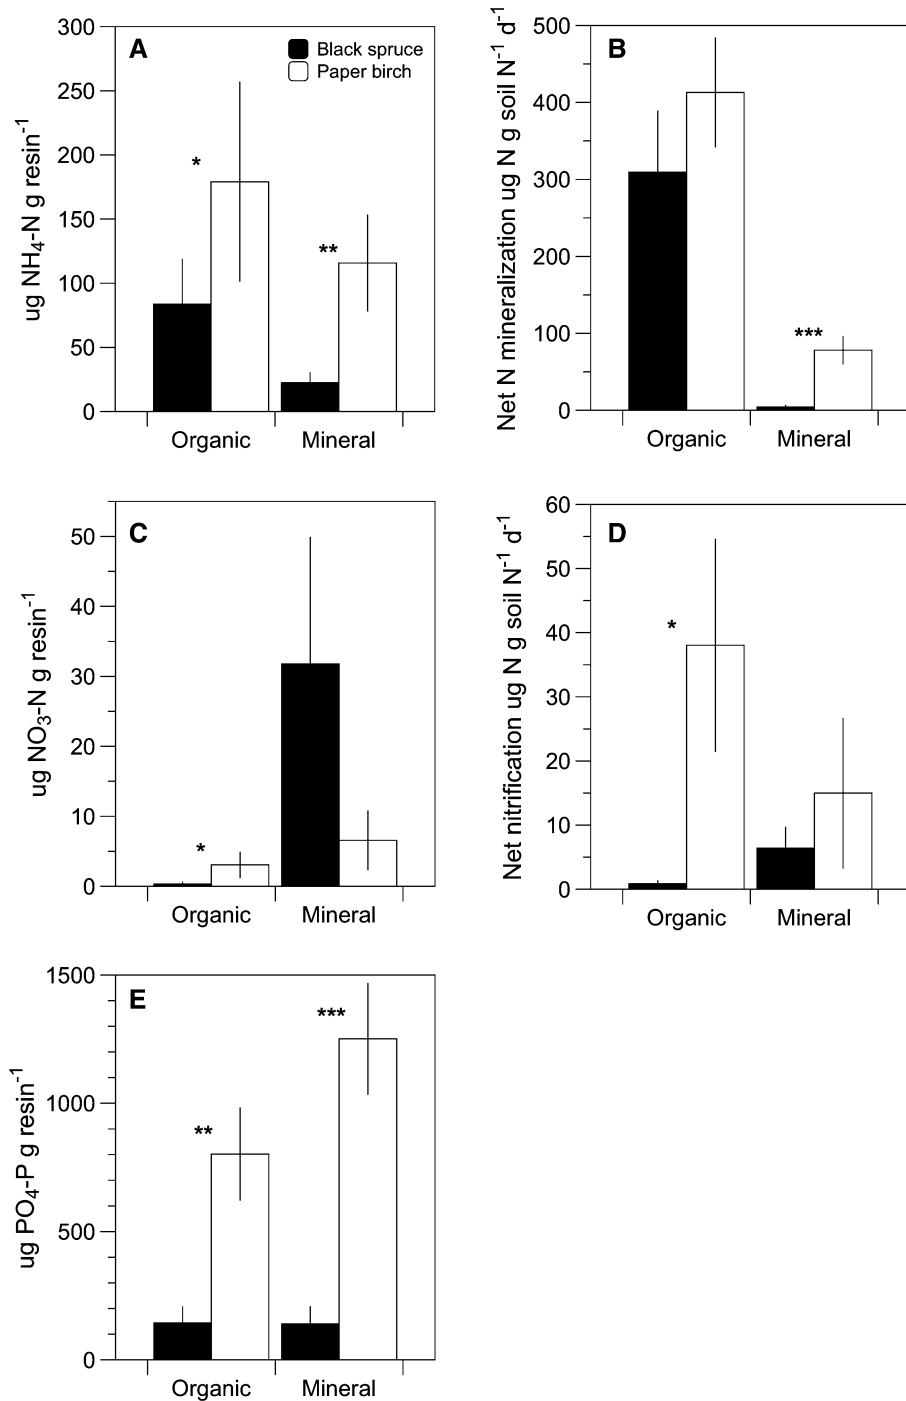 A
Black spruce
Paper birch
300
250
200
150
100
50
0
ug NH4-N g resin-1
*
**
Organic Mineral
B
500
400
300
200
100
0
Net N mineralization ug N g soil N-1 d-1
***
Organic Mineral
C
50
40
30
20
10
0
ug NO3-N g resin-1
*
Organic Mineral
D
60
50
40
30
20
10
0
Net nitrification ug N g soil N-1 d-1
*
Organic Mineral
E
1500
1000
500
0
ug PO4-P g resin-1
**
***
Organic Mineral